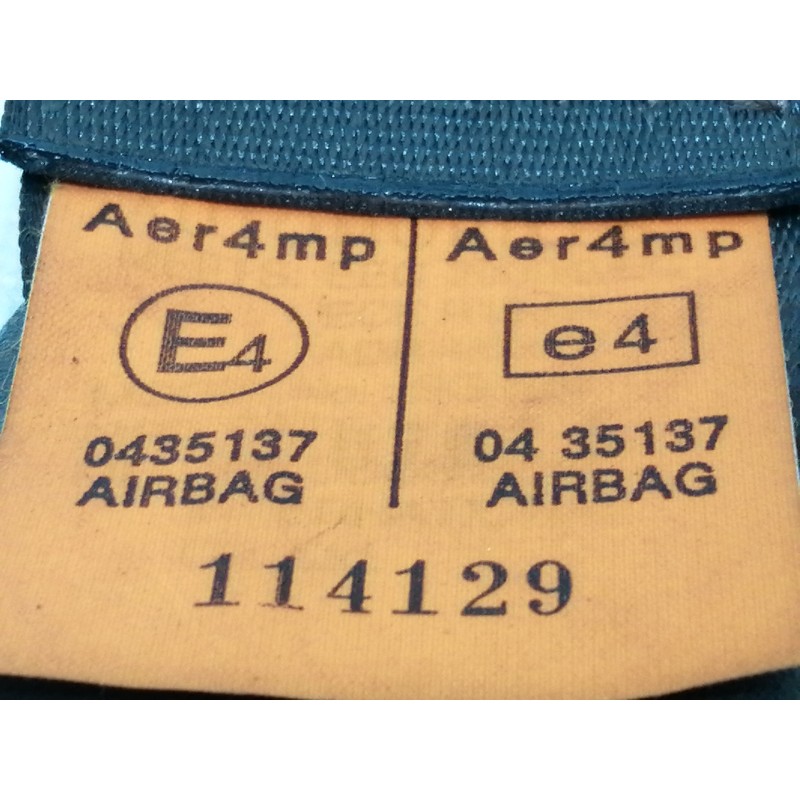 Aer4mp
E4
0435137
AIRBAG
Aer4mp
e4
04 35137
AIRBAG
114129